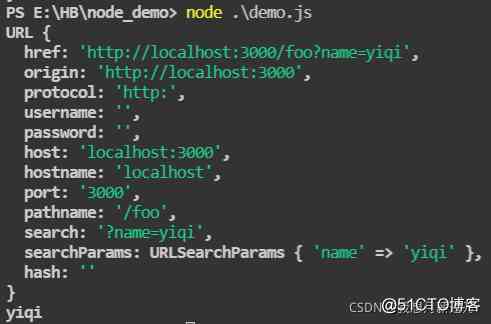 PS E:\HB\node_demo> node .\demo.js
URL {
  href: 'http://localhost:3000/foo?name=yiqi',
  origin: 'http://localhost:3000',
  protocol: 'http:',
  username: '',
  password: '',
  host: 'localhost:3000',
  hostname: 'localhost',
  port: '3000',
  pathname: '/foo',
  search: '?name=yiqi',
  searchParams: URLSearchParams { 'name' => 'yiqi' },
  hash: ''
}
yiqi
CSDN
@51CTO博客